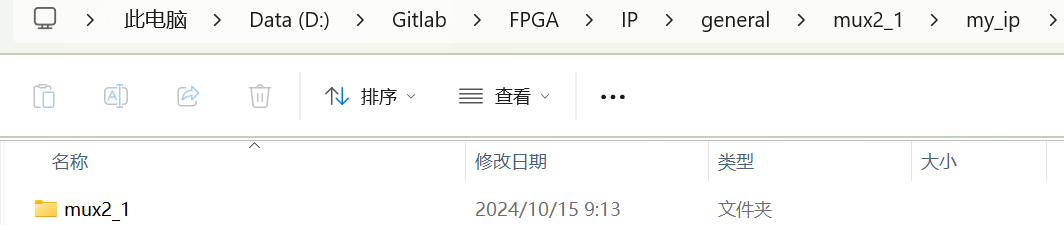 此电脑 > Data (D:) > Gitlab > FPGA > IP > general > mux2_1 > my_ip >
排序 查看 •••
名称 修改日期 类型 大小
mux2_1 2024/10/15 9:13 文件夹